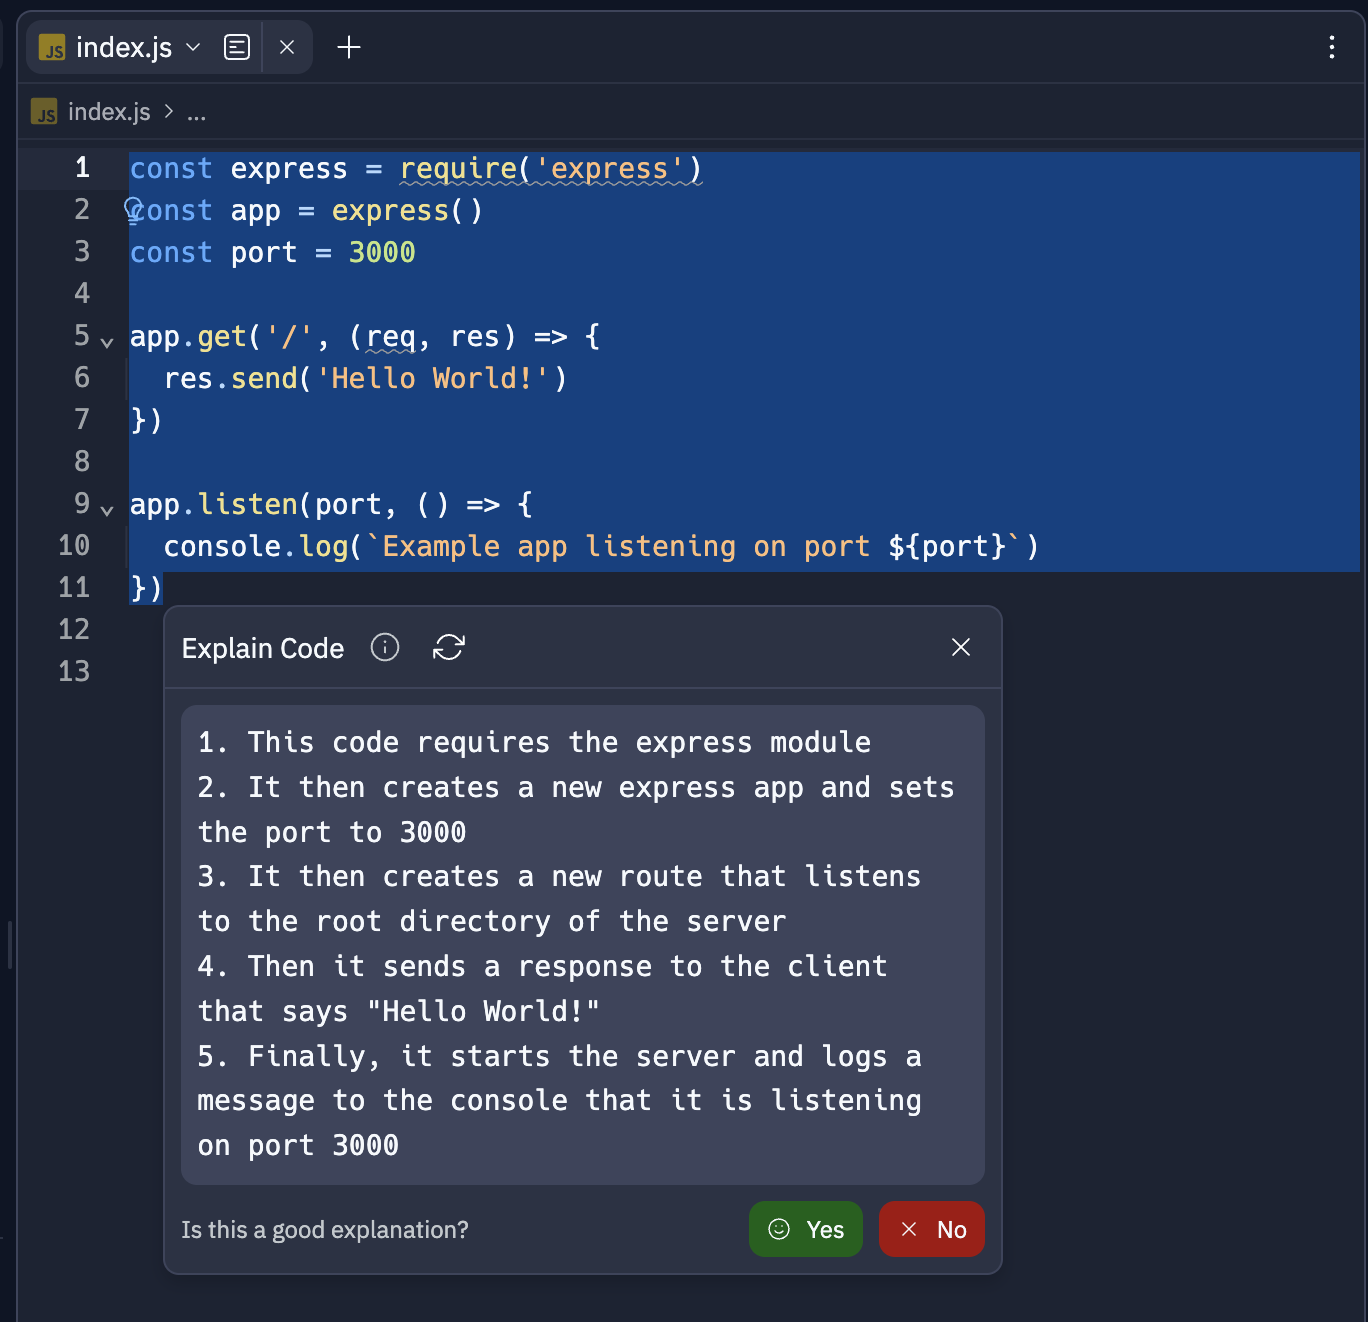 JS index.js
JS index.js > ...
1 const express = require('express')
2 const app = express()
3 const port = 3000
4
5 app.get('/', (req, res) => {
6   res.send('Hello World!')
7 })
8
9 app.listen(port, () => {
10   console.log(`Example app listening on port ${port}`)
11 })
12
13
Explain Code
1. This code requires the express module
2. It then creates a new express app and sets
the port to 3000
3. It then creates a new route that listens
to the root directory of the server
4. Then it sends a response to the client
that says "Hello World!"
5. Finally, it starts the server and logs a
message to the console that it is listening
on port 3000
Is this a good explanation? Yes No